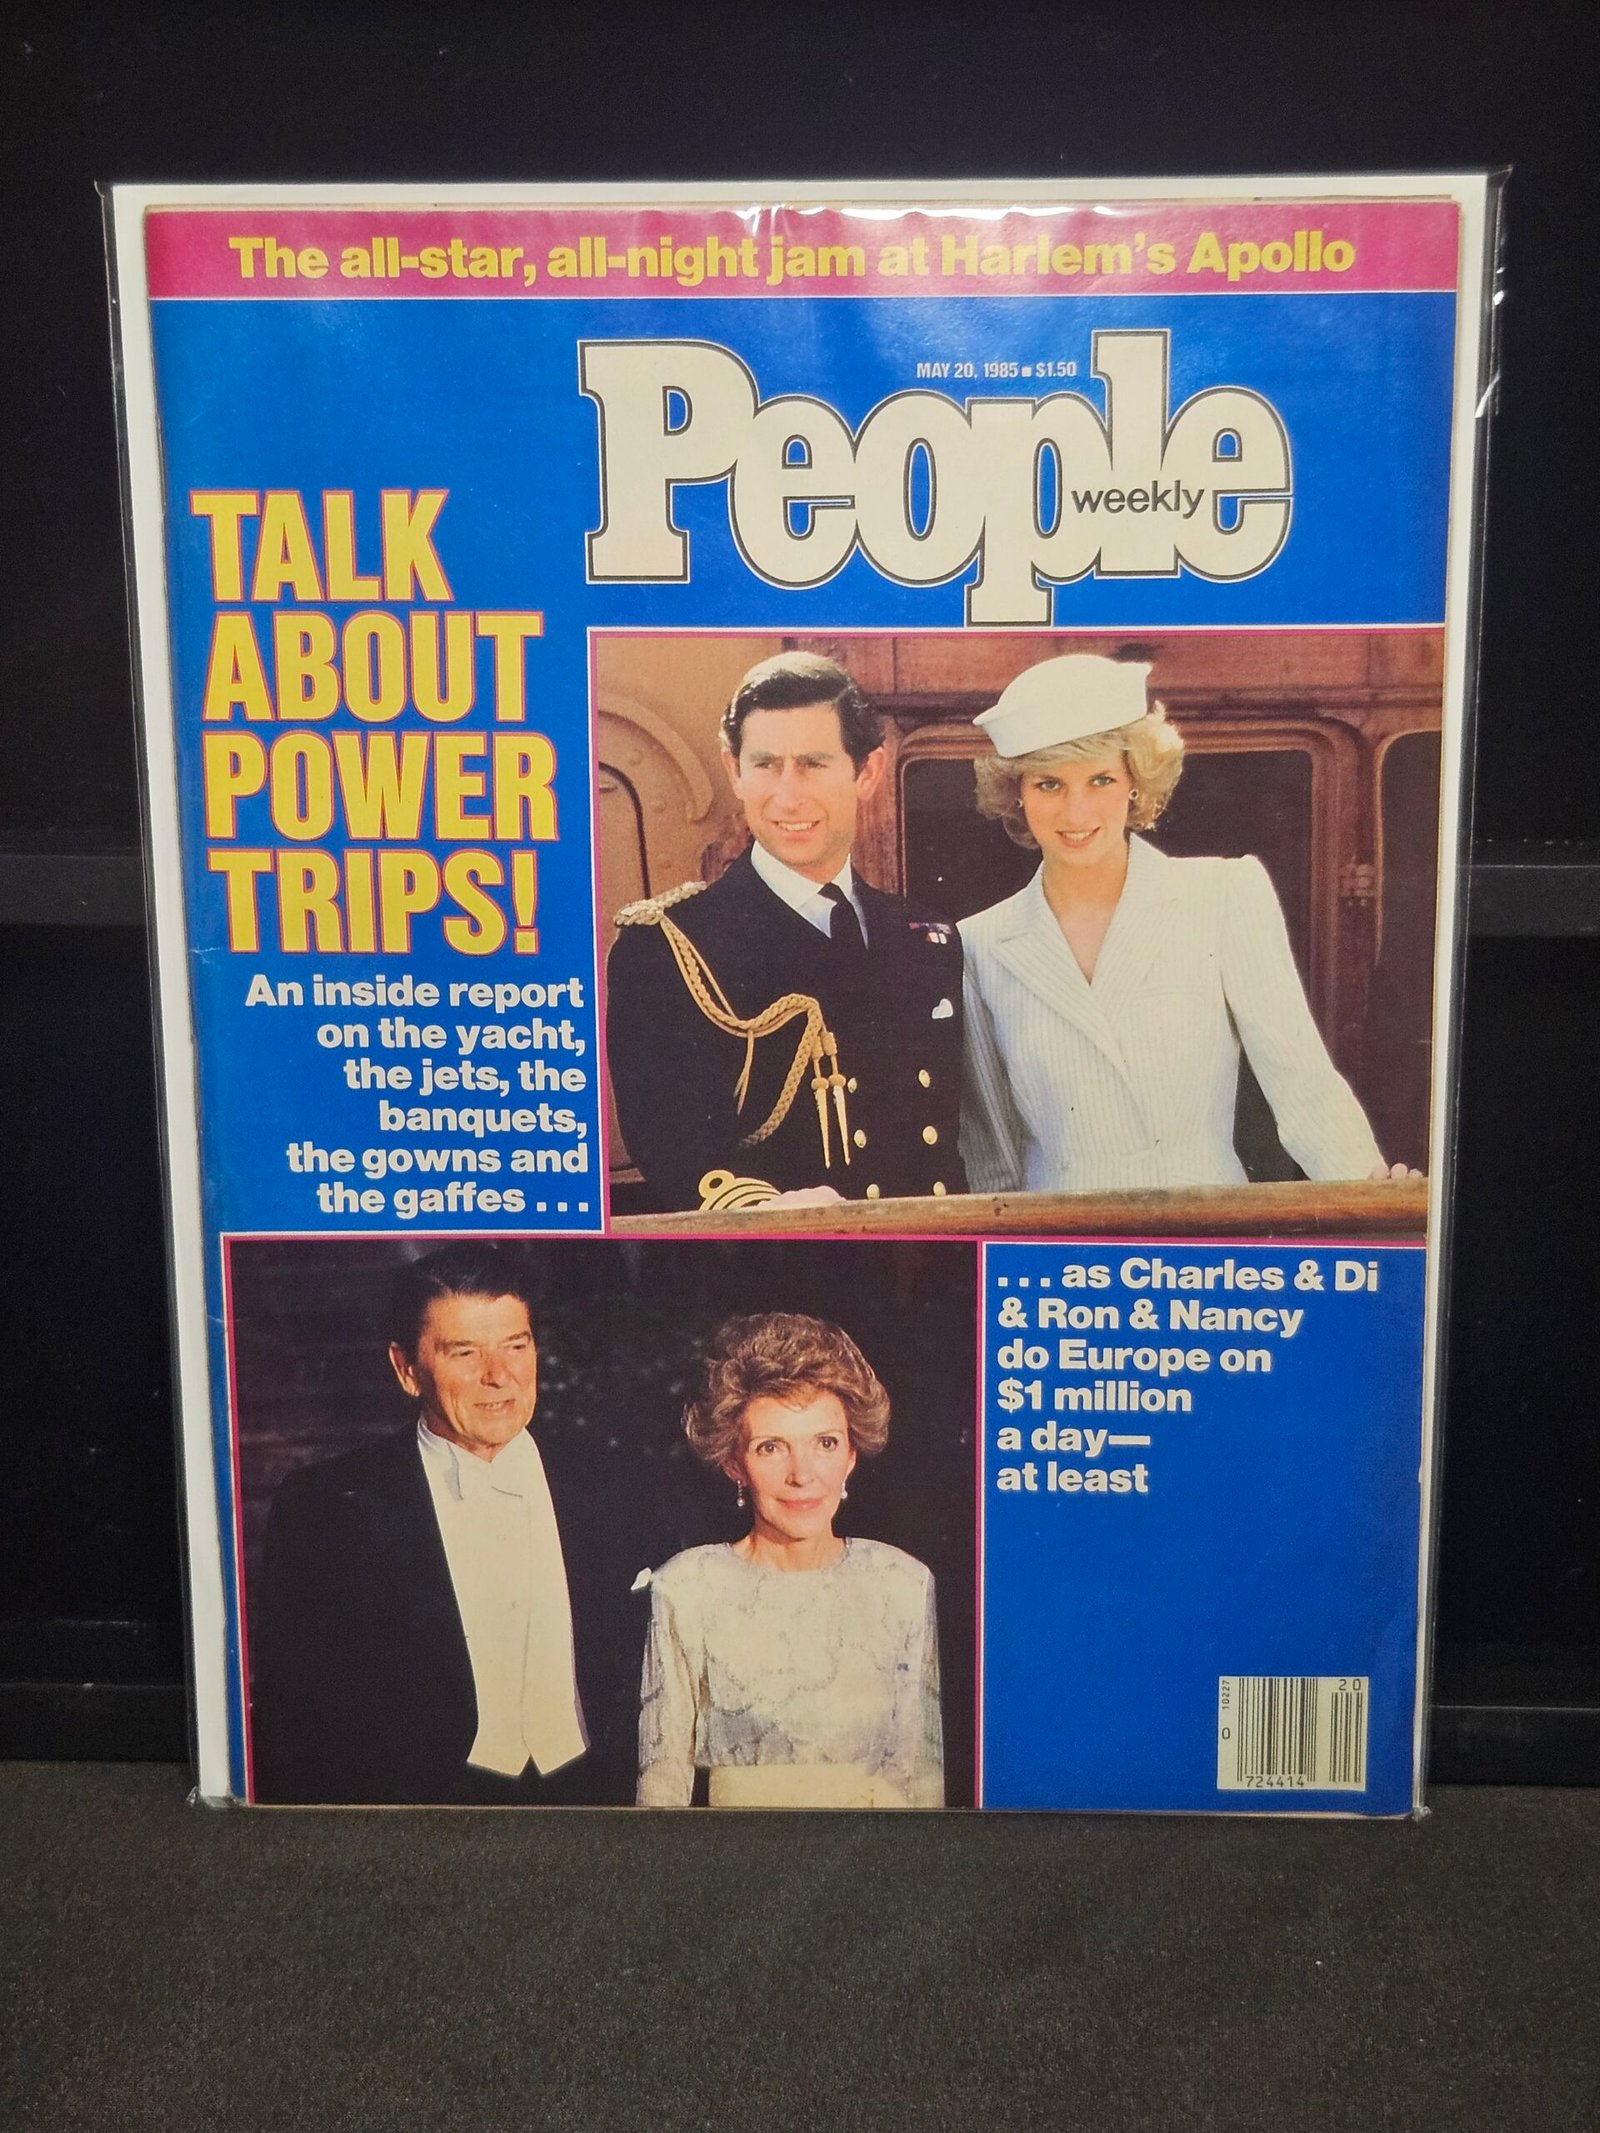 The all-star, all-night jam at Harlem's Apollo
MAY 20, 1985 ■ $1.50
People
weekly
TALK
ABOUT
POWER
TRIPS!
An inside report
on the yacht,
the jets, the
banquets,
the gowns and
the gaffes . . .
. . . as Charles & Di
& Ron & Nancy
do Europe on
$1 million
a day—
at least
20
0
10227
724414